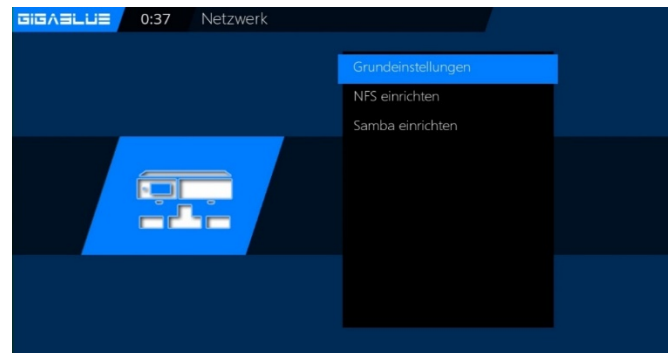 GIGABLUE 0:37 Netzwerk
Grundeinstellungen
NFS einrichten
Samba einrichten